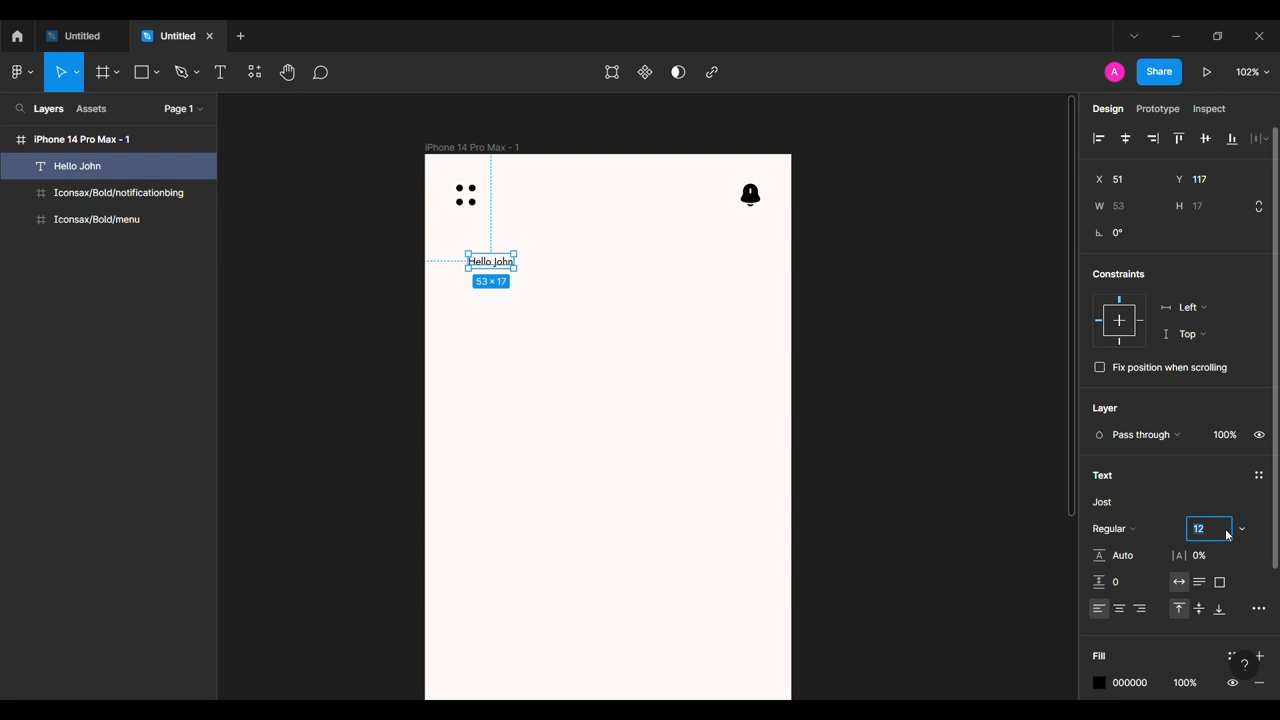 Untitled
Untitled
A
Share
102%
Layers
Assets
Page 1
Design
Prototype
Inspect
iPhone 14 Pro Max - 1
Hello John
Iconsax/Bold/notificationbing
Iconsax/Bold/menu
iPhone 14 Pro Max - 1
Hello John
53 × 17
X 51
Y 117
W 53
H 17
0°
Constraints
Left
Top
Fix position when scrolling
Layer
Pass through
100%
Text
Jost
Regular
12
A Auto
|A| 0%
0
Fill
?
000000
100%